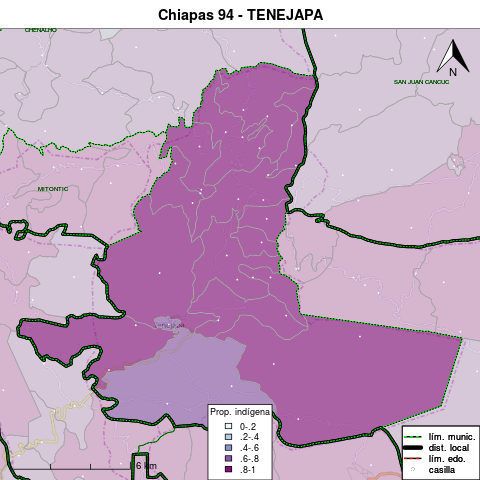 Chiapas 94 - TENEJAPA
CHENALHO
SAN JUAN CANCUC
N
MITONTIC
Prop. indígena
0-.2
.2-.4
.4-.6
.6-.8
.8-1
lím. munic.
dist. local
lím. edo.
casilla
6 km